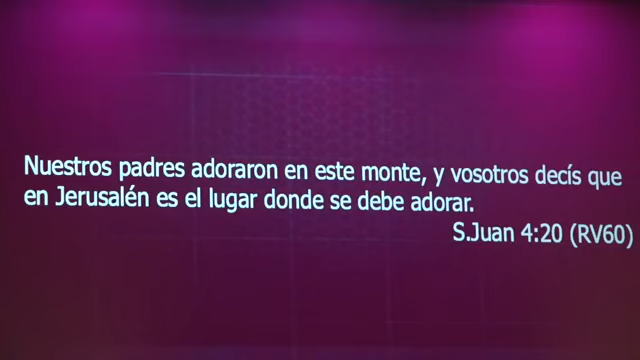 Nuestros padres adoraron en este monte, y vosotros decís que
en Jerusalén es el lugar donde se debe adorar.
S.Juan 4:20 (RV60)